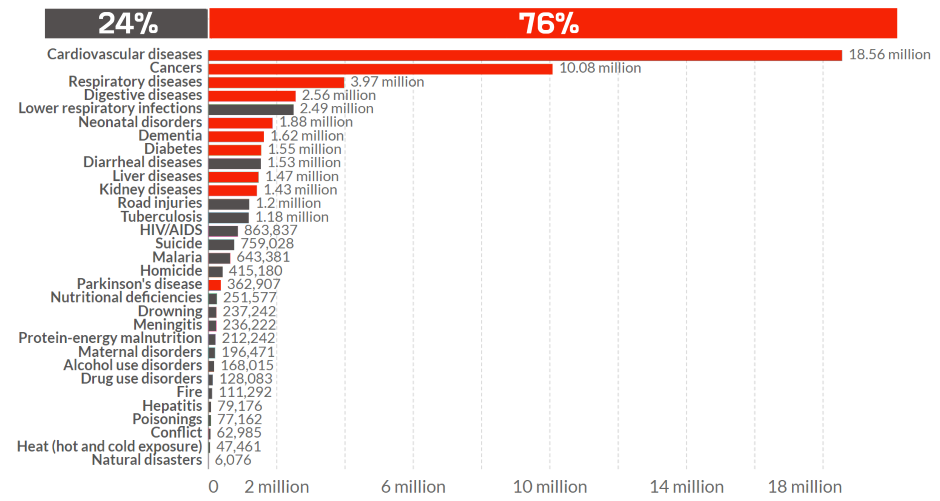 24% 76%
Cardiovascular diseases 18.56 million
Cancers 10.08 million
Respiratory diseases 3.97 million
Digestive diseases 2.56 million
Lower respiratory infections 2.49 million
Neonatal disorders 1.88 million
Dementia 1.62 million
Diabetes 1.55 million
Diarrheal diseases 1.53 million
Liver diseases 1.47 million
Kidney diseases 1.43 million
Road injuries 1.2 million
Tuberculosis 1.18 million
HIV/AIDS 863,837
Suicide 759,028
Malaria 643,381
Homicide 415,180
Parkinson's disease 362,907
Nutritional deficiencies 251,577
Drowning 237,242
Meningitis 236,222
Protein-energy malnutrition 212,242
Maternal disorders 196,471
Alcohol use disorders 168,015
Drug use disorders 128,083
Fire 111,292
Hepatitis 79,176
Poisonings 77,162
Conflict 62,985
Heat (hot and cold exposure) 47,461
Natural disasters 6,076
0 2 million 6 million 10 million 14 million 18 million